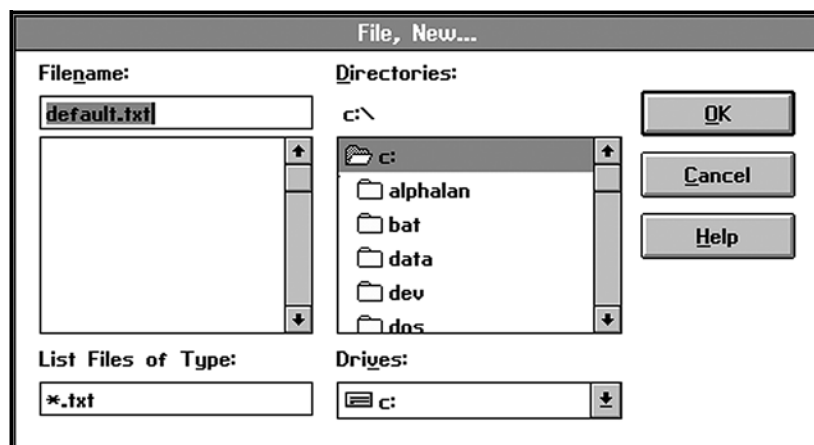 File, New...
Filename:
default.txt
List Files of Type:
*.txt
Directories:
c:\
c:
alphalan
bat
data
dev
dos
Drives:
c:
OK
Cancel
Help